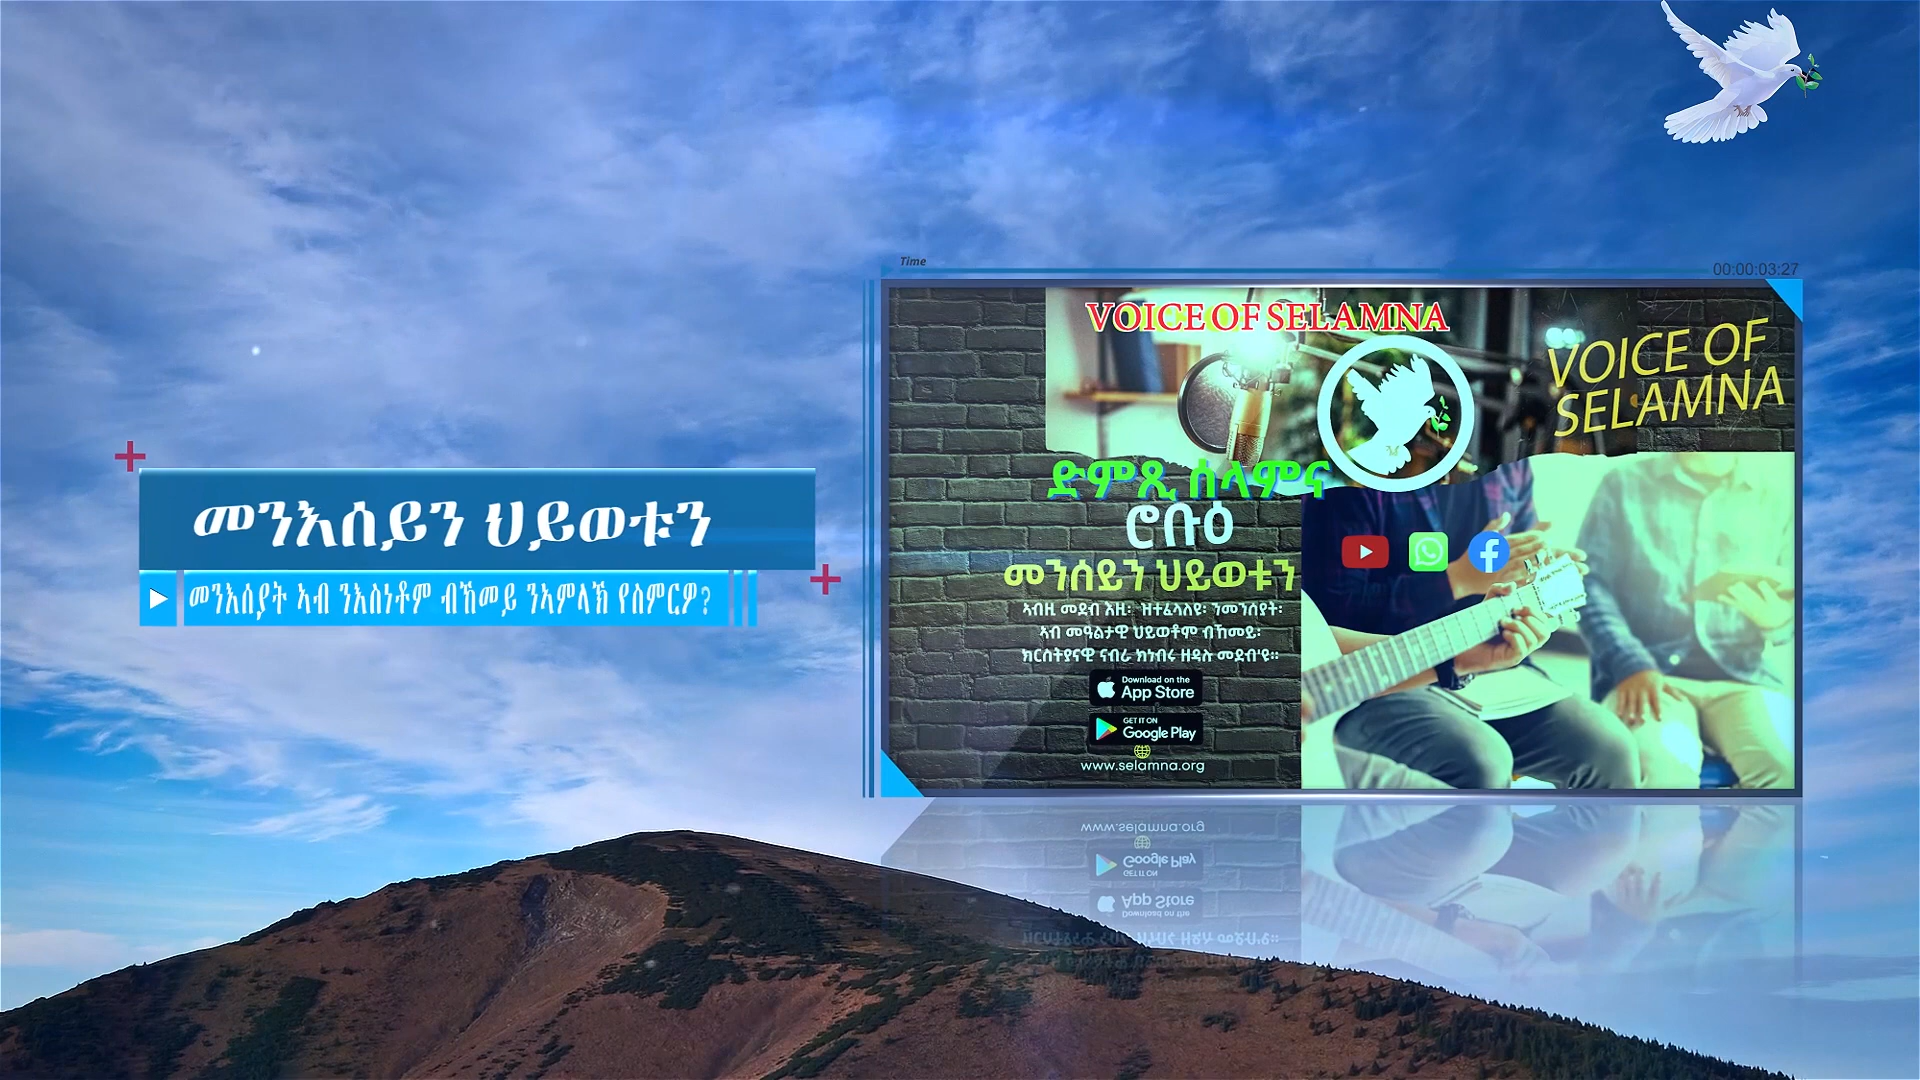 መንእሰይን ህይወቱን
መንእሰያት ኣብ ንእስነቶም ብኸመይ ንኣምላኽ የስምርዎ?
Time
00:00:03:27
VOICE OF SELAMNA
VOICE OF
SELAMNA
ድምጺ ሰላምና
ሮቡዕ
መንሰይን ህይወቱን
ኣብዚ መደብ እዚ፡ ዝተፈላለዩ፡ ንመንሰያት፡
ኣብ መዓልታዊ ህይወቶም ብኸመይ፡
ክርስትያናዊ ናብራ ክነብሩ ዘዳሉ መደብ'ዩ።
Download on the
App Store
GET IT ON
Google Play
www.selamna.org